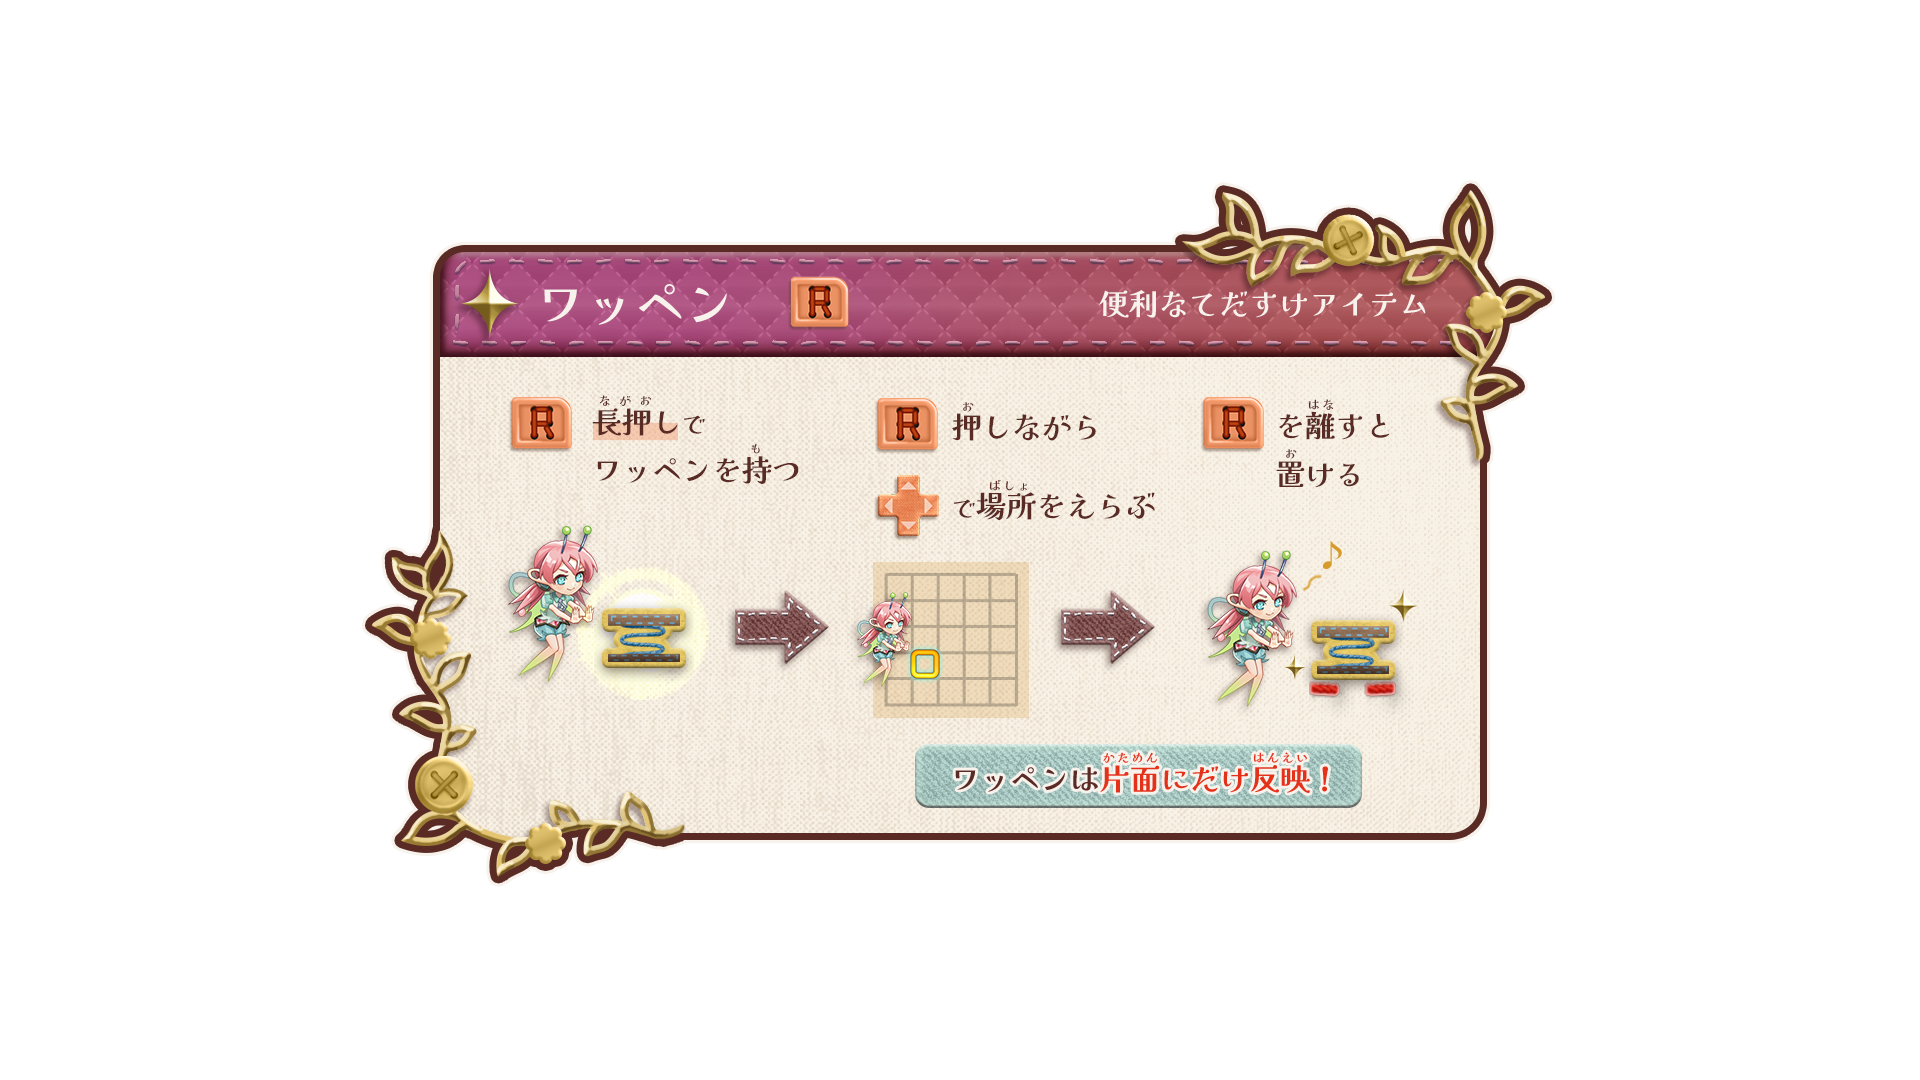 ワッペン R 便利なてだすけアイテム
R 長押しで
ながお
ワッペンを持つ
も
R 押しながら
お
で場所をえらぶ
ばしょ
R を離すと
はな
置ける
お
ワッペンは片面にだけ反映！
かためん はんえい